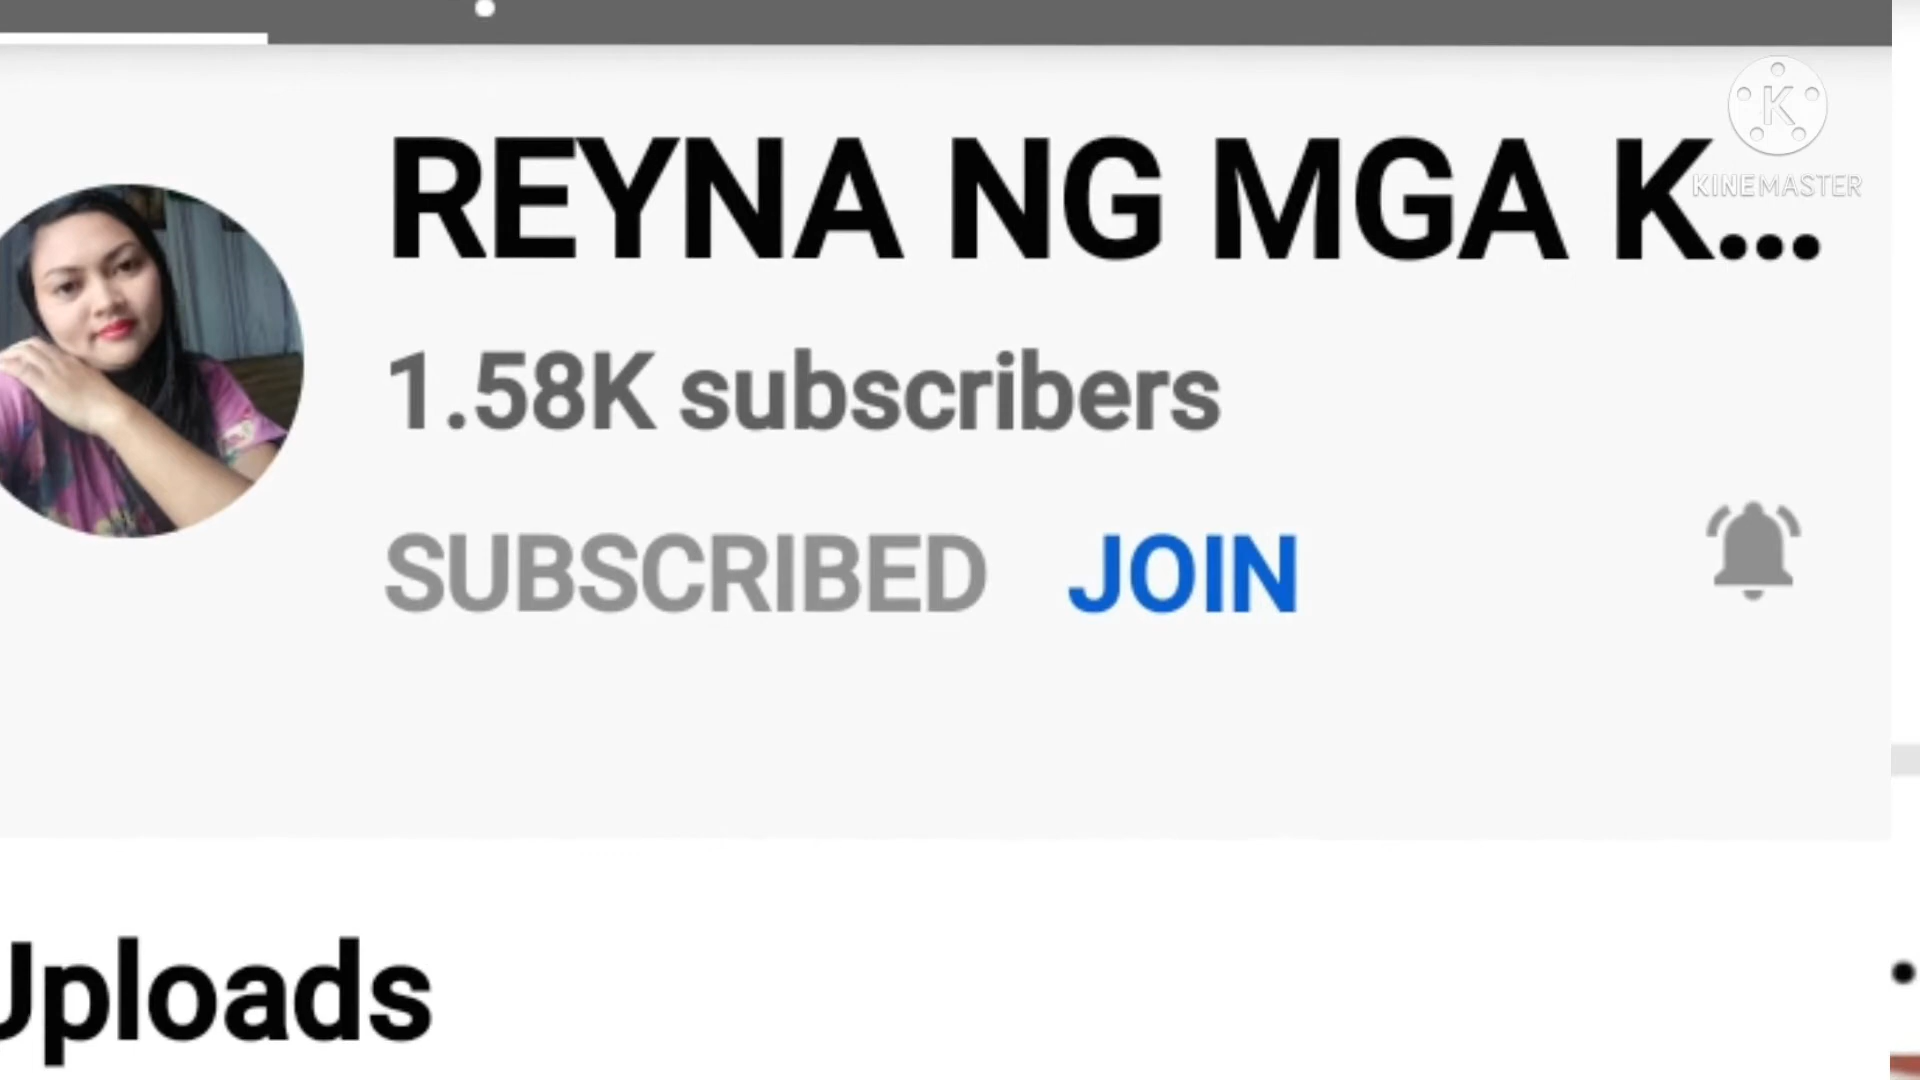 REYNA NG MGA K...
K
KINEMASTER
1.58K subscribers
SUBSCRIBED JOIN
Uploads